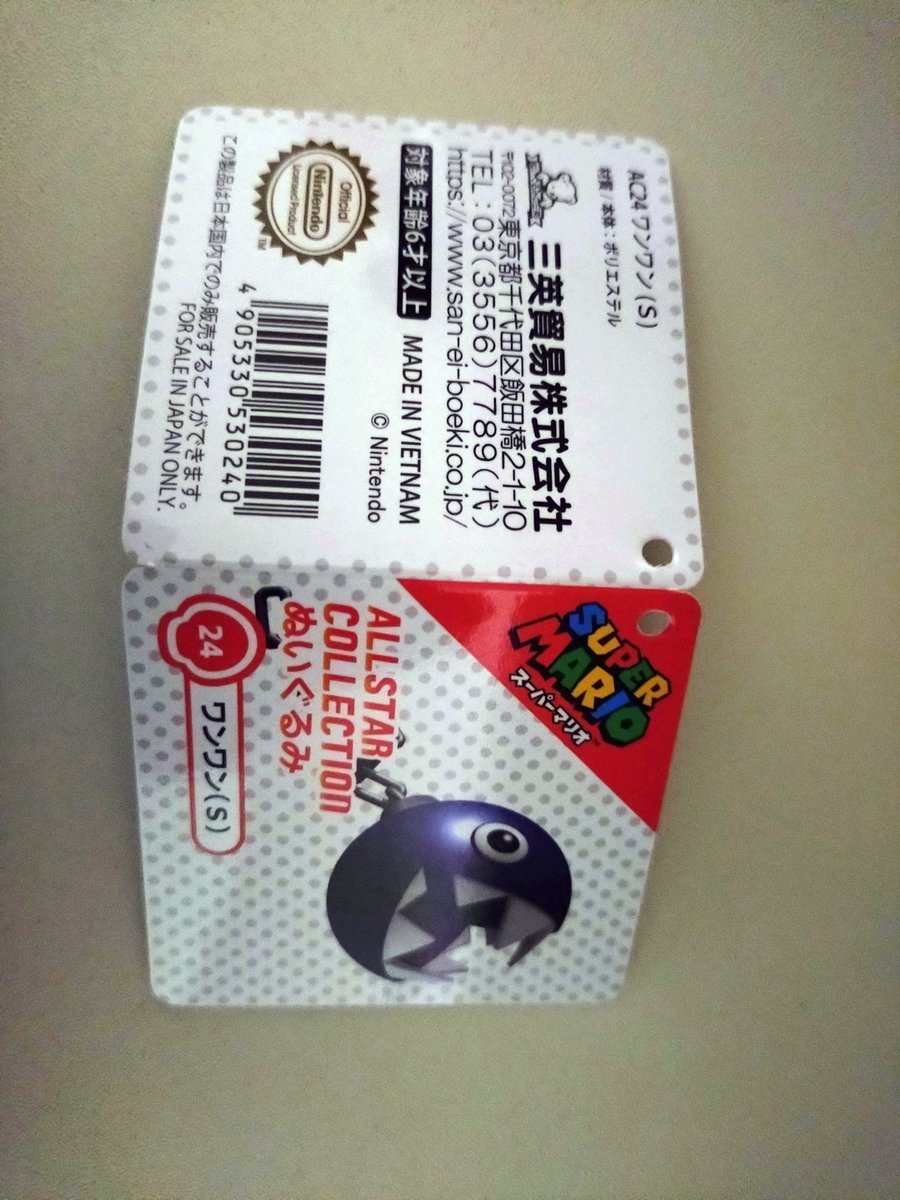 AC24 ワンワン(S)
材質/本体:ポリエステル
三英貿易株式会社
〒102-0072 東京都千代田区飯田橋2-1-10
TEL:03(3556)7789(代)
https://www.san-ei-boeki.co.jp/
対象年齢6才以上 MADE IN VIETNAM
© Nintendo
Official
Nintendo
Licensed Product
TM
4 905330 530240
この製品は日本国内でのみ販売することができます。
FOR SALE IN JAPAN ONLY.
SUPER
MARIO
スーパーマリオ
TM
ALL STAR
COLLECTION
ぬいぐるみ
24
ワンワン(S)